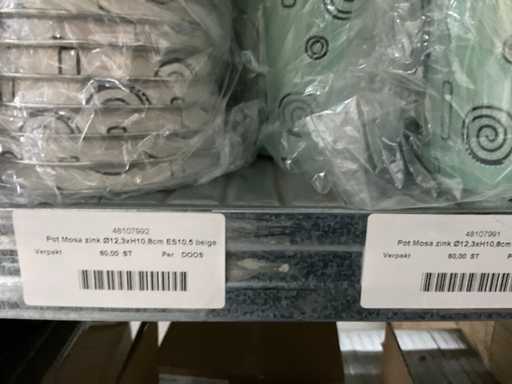 48107992
Pot Mosa zink Ø12,3xH10,8cm ES10,5 beige
Verpakt 60,00 ST Per DOOS
48107991
Pot Mosa zink Ø12,3xH10,8cm
Verpakt 60,00 ST